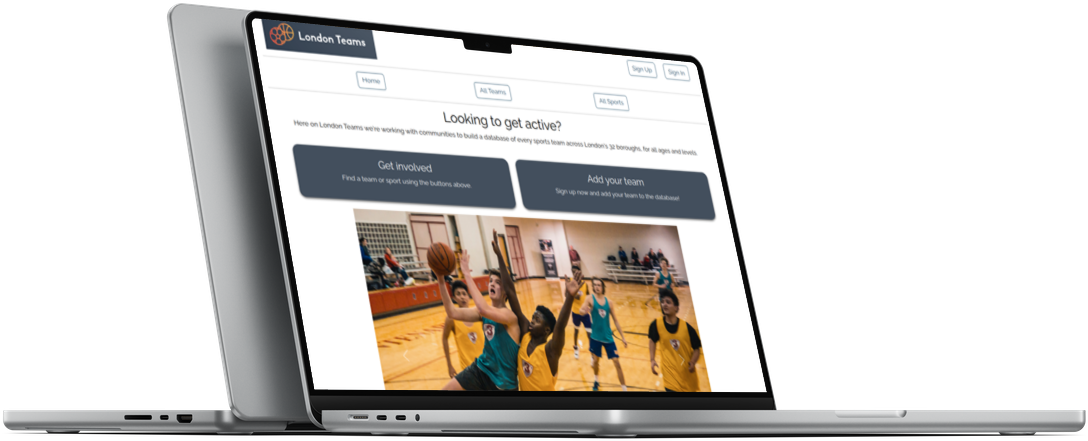 London Teams
Sign Up
Sign In
Home
All Teams
All Sports
Looking to get active?
Here on London Teams we're working with communities to build a database of every sports team across London's 32 boroughs, for all ages and levels.
Get involved
Find a team or sport using the buttons above.
Add your team
Sign up now and add your team to the database!